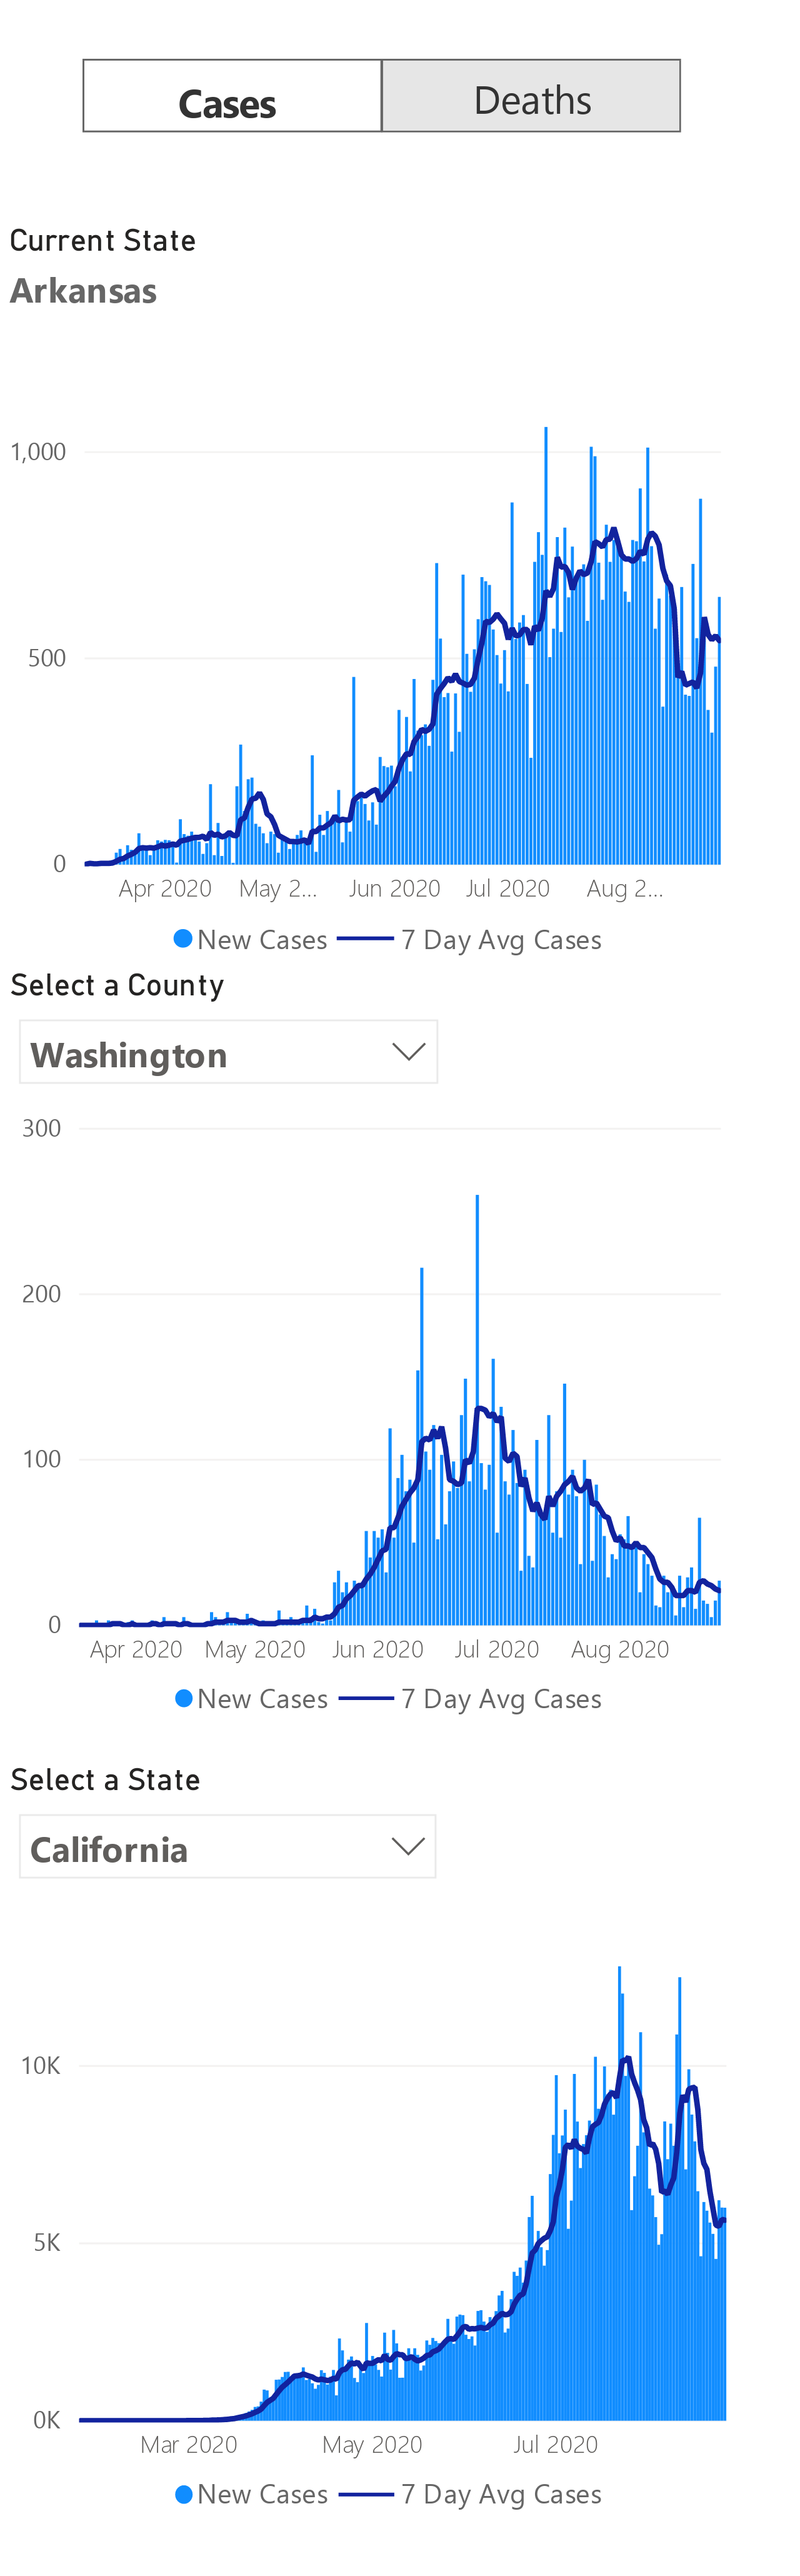 Cases Deaths
Current State
Arkansas
1,000
500
0
Apr 2020 May 2... Jun 2020 Jul 2020 Aug 2...
New Cases 7 Day Avg Cases
Select a County
Washington
300
200
100
0
Apr 2020 May 2020 Jun 2020 Jul 2020 Aug 2020
New Cases 7 Day Avg Cases
Select a State
California
10K
5K
0K
Mar 2020 May 2020 Jul 2020
New Cases 7 Day Avg Cases